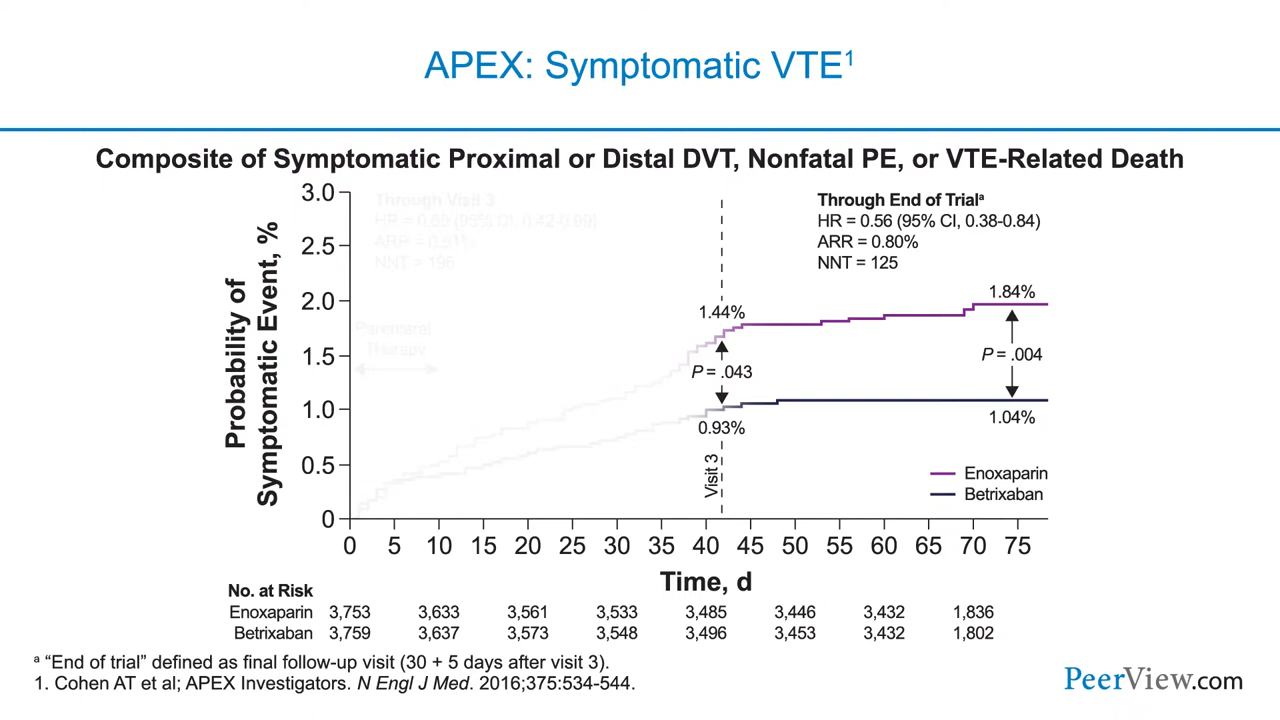 APEX: Symptomatic VTE1
Composite of Symptomatic Proximal or Distal DVT, Nonfatal PE, or VTE-Related Death
Probability of
Symptomatic Event, %
3.0
2.5
2.0
1.5
1.0
0.5
0
Through Visit 3
NNT = 196
Parenteral
Therapy
Through End of Triala
HR = 0.56 (95% CI, 0.38-0.84)
ARR = 0.80%
NNT = 125
1.44%
P = .043
0.93%
Visit 3
1.84%
P = .004
1.04%
Enoxaparin
Betrixaban
0 5 10 15 20 25 30 35 40 45 50 55 60 65 70 75
Time, d
No. at Risk
Enoxaparin 3,753 3,633 3,561 3,533 3,485 3,446 3,432 1,836
Betrixaban 3,759 3,637 3,573 3,548 3,496 3,453 3,432 1,802
a "End of trial" defined as final follow-up visit (30 + 5 days after visit 3).
1. Cohen AT et al; APEX Investigators. N Engl J Med. 2016;375:534-544.
PeerView.com